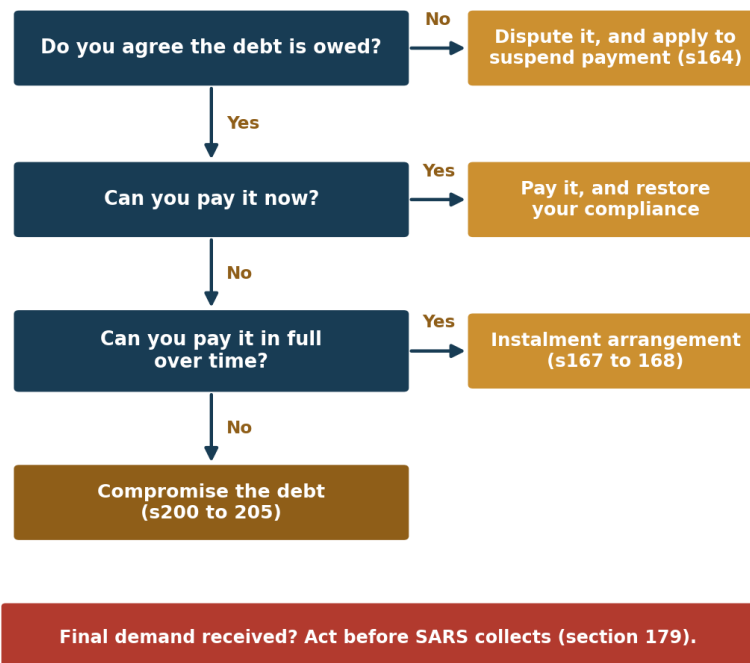 Do you agree the debt is owed?
No
Dispute it, and apply to
suspend payment (s164)
Yes
Can you pay it now?
Yes
Pay it, and restore
your compliance
No
Can you pay it in full
over time?
Yes
Instalment arrangement
(s167 to 168)
No
Compromise the debt
(s200 to 205)
Final demand received? Act before SARS collects (section 179).